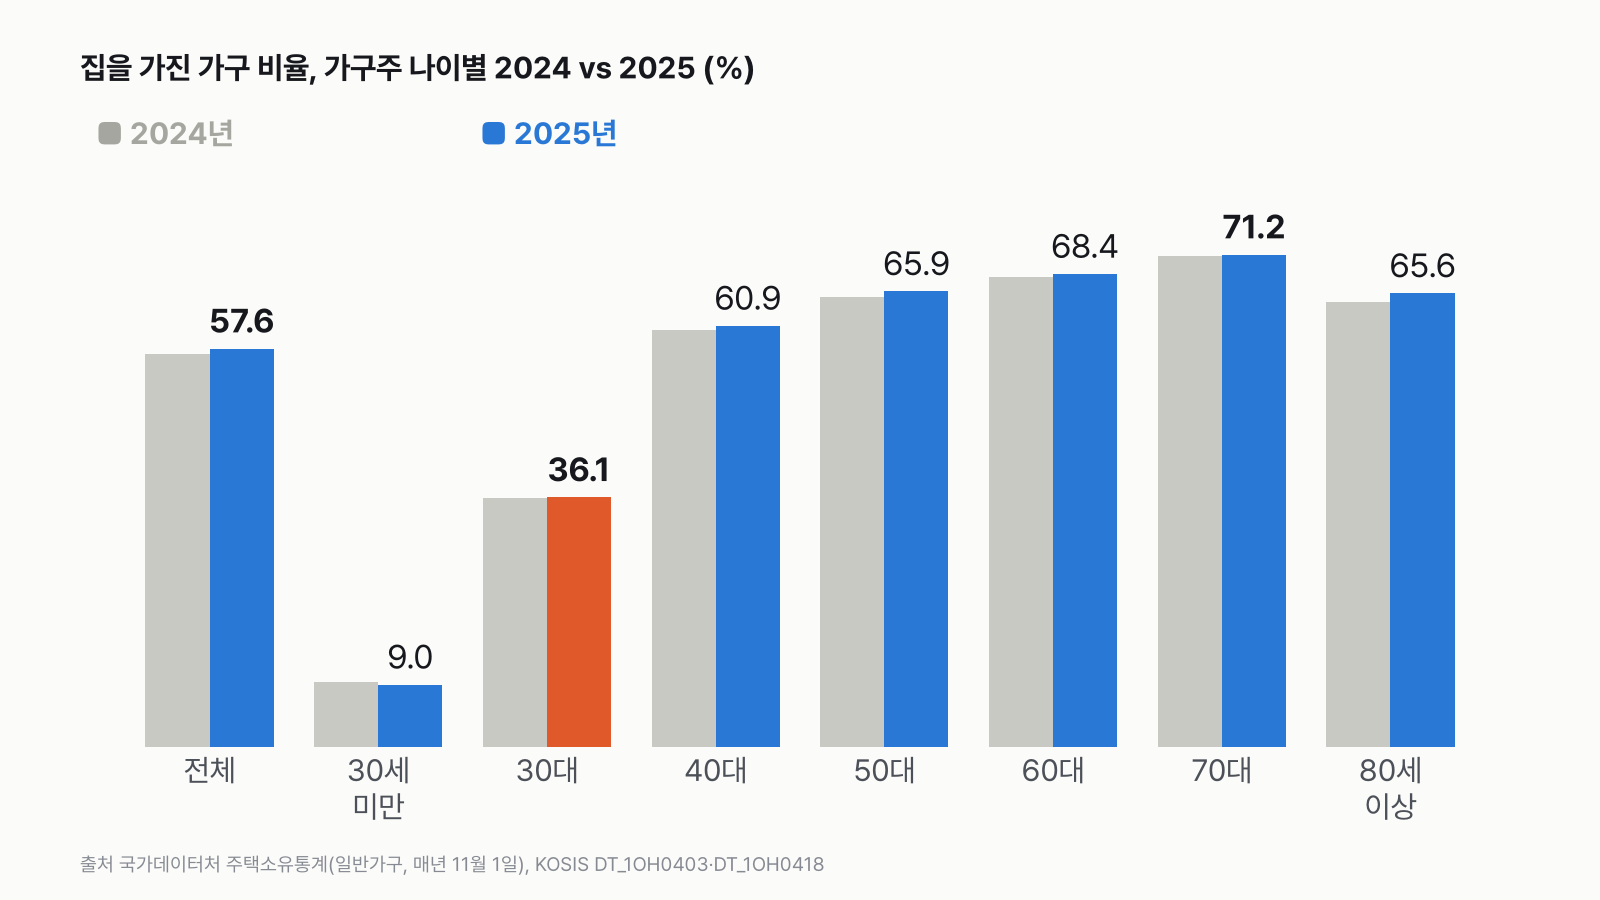 집을 가진 가구 비율, 가구주 나이별 2024 vs 2025 (%)
2024년
2025년
57.6
9.0
36.1
60.9
65.9
68.4
71.2
65.6
전체
30세
미만
30대
40대
50대
60대
70대
80세
이상
출처 국가데이터처 주택소유통계(일반가구, 매년 11월 1일), KOSIS DT_1OH0403·DT_1OH0418